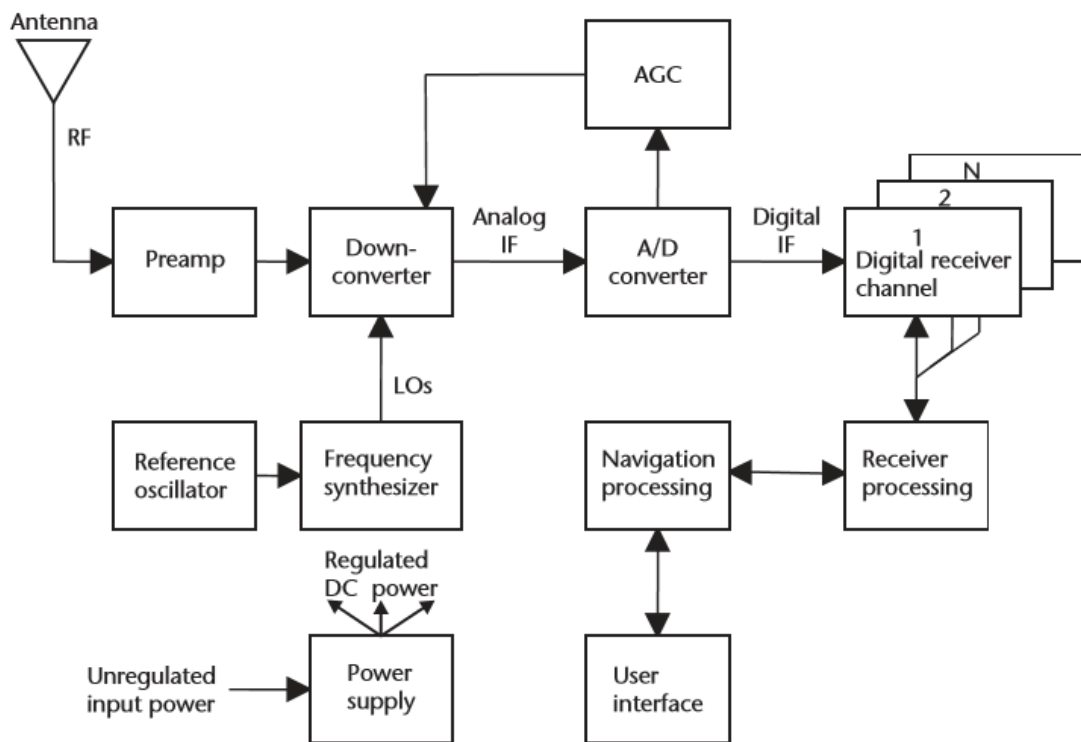 Antenna
RF
AGC
Preamp
Down-
converter
Analog
IF
A/D
converter
Digital
IF
N
2
1
Digital receiver
channel
LOs
Reference
oscillator
Frequency
synthesizer
Navigation
processing
Receiver
processing
Regulated
DC power
Unregulated
input power
Power
supply
User
interface